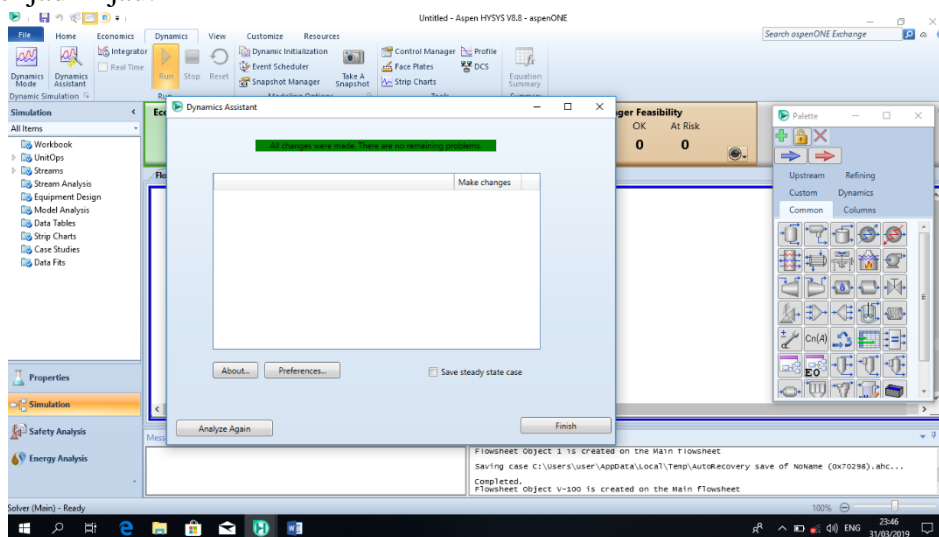 Untitled - Aspen HYSYS V8.8 - aspenONE
File Home Economics Dynamics View Customize Resources
Search aspenONE Exchange
Dynamics Mode
Dynamics Assistant
Integrator
Real Time
Run
Stop
Reset
Dynamic Initialization
Event Scheduler
Snapshot Manager
Take A Snapshot
Control Manager
Face Plates
Strip Charts
Profile
DCS
Equation Summary
Dynamic Simulation
Simulation
All Items
Workbook
UnitOps
Streams
Stream Analysis
Equipment Design
Model Analysis
Data Tables
Strip Charts
Case Studies
Data Fits
Properties
Simulation
Safety Analysis
Energy Analysis
Dynamics Assistant
All changes were made. There are no remaining problems.
Make changes
About...
Preferences...
Save steady state case
Analyze Again
Finish
ger Feasibility
OK At Risk
0 0
Palette
Upstream Refining
Custom Dynamics
Common Columns
Cn(A)
EO
Flowsheet Object 1 is created on the Main flowsheet
Saving case C:\Users\user\AppData\Local\Temp\AutoRecovery save of NoName (0x70298).ahc...
Completed.
Flowsheet Object V-100 is created on the Main flowsheet
Solver (Main) - Ready
100%
ENG
23:46
31/03/2019